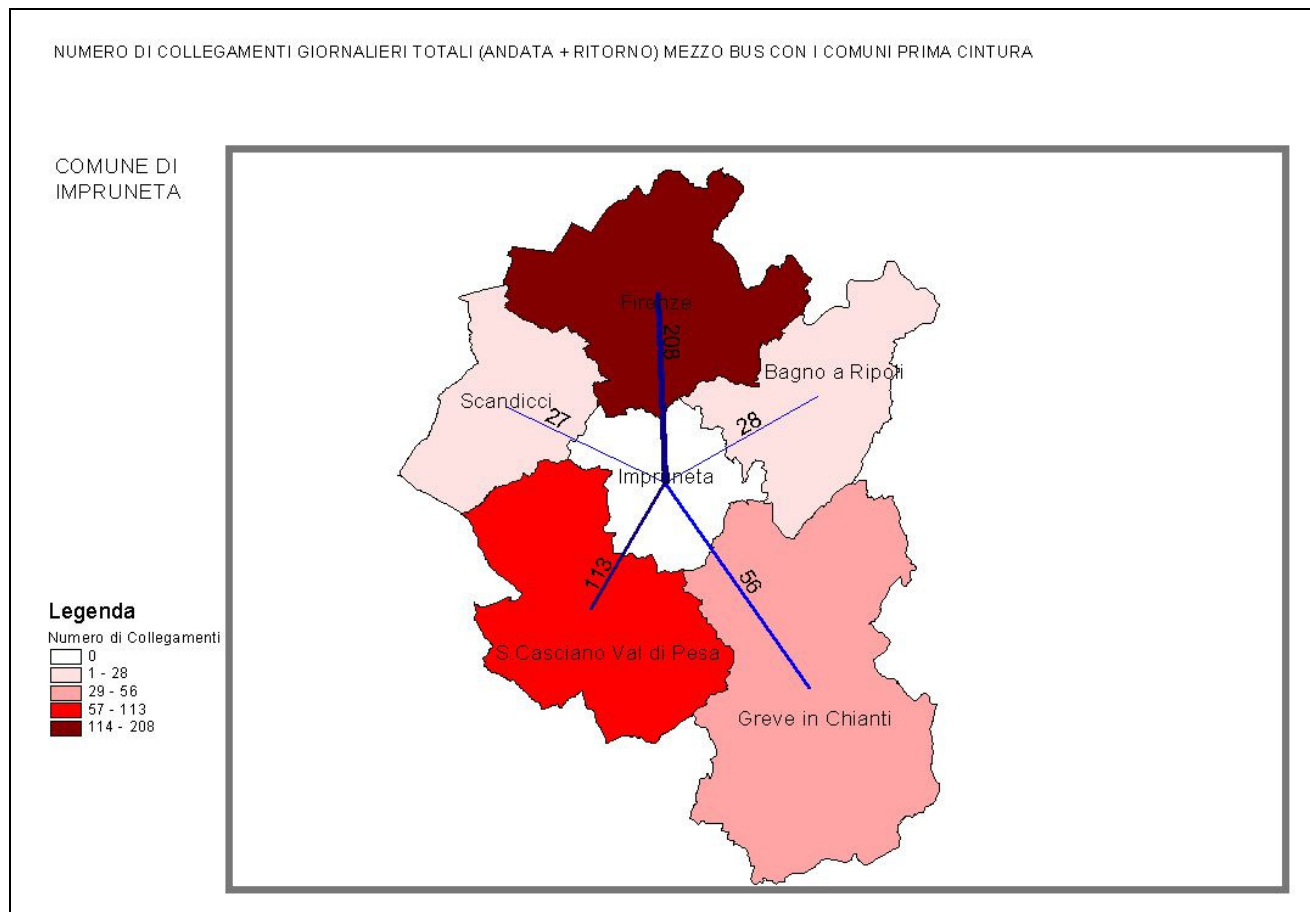 NUMERO DI COLLEGAMENTI GIORNALIERI TOTALI (ANDATA + RITORNO) MEZZO BUS CON I COMUNI PRIMA CINTURA
COMUNE DI
IMPRUNETA
Firenze
208
Bagno a Ripoli
Scandicci
27
28
Impruneta
113
56
S.Casciano Val di Pesa
Greve in Chianti
Legenda
Numero di Collegamenti
0
1 - 28
29 - 56
57 - 113
114 - 208